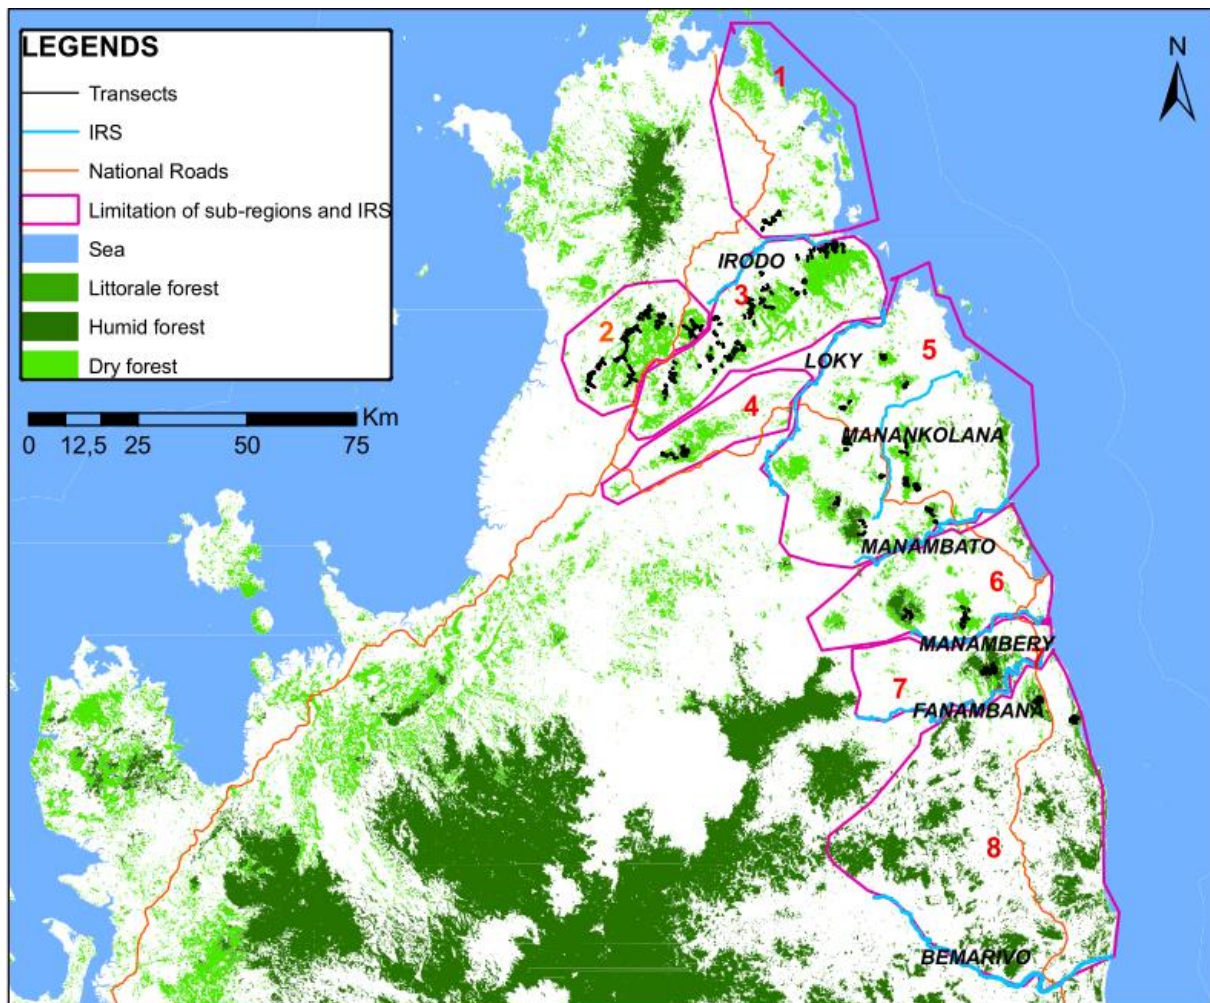 LEGENDS
Transects
IRS
National Roads
Limitation of sub-regions and IRS
Sea
Littorale forest
Humid forest
Dry forest
0 12,5 25 50 75 Km
N
1
IRODO
3
2
LOKY
5
4
MANANKOLANA
MANAMBATO
6
MANAMBERY
7
FANAMBANA
8
BEMARIVO